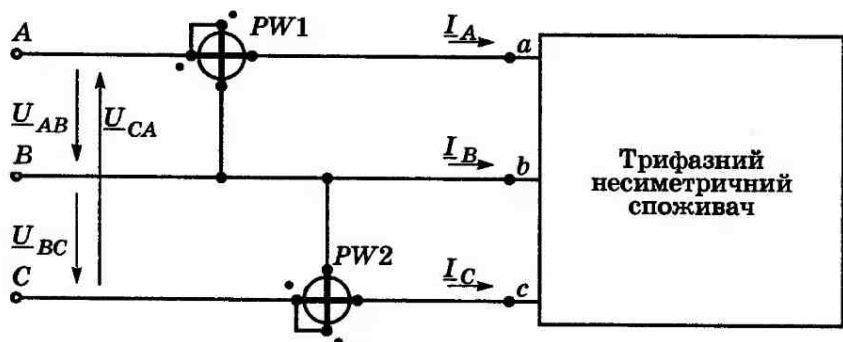 A
PW1
I_A
a
U_AB
U_CA
B
I_B
b
Трифазний
несиметричний
споживач
U_BC
PW2
C
I_C
c